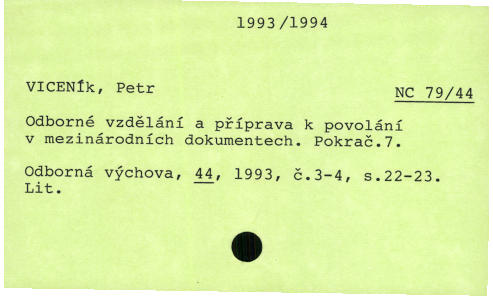 1993/1994
VICENÍk, Petr
NC 79/44
Odborné vzdělání a příprava k povolání
v mezinárodních dokumentech. Pokrač.7.
Odborná výchova, 44, 1993, č.3-4, s.22-23.
Lit.